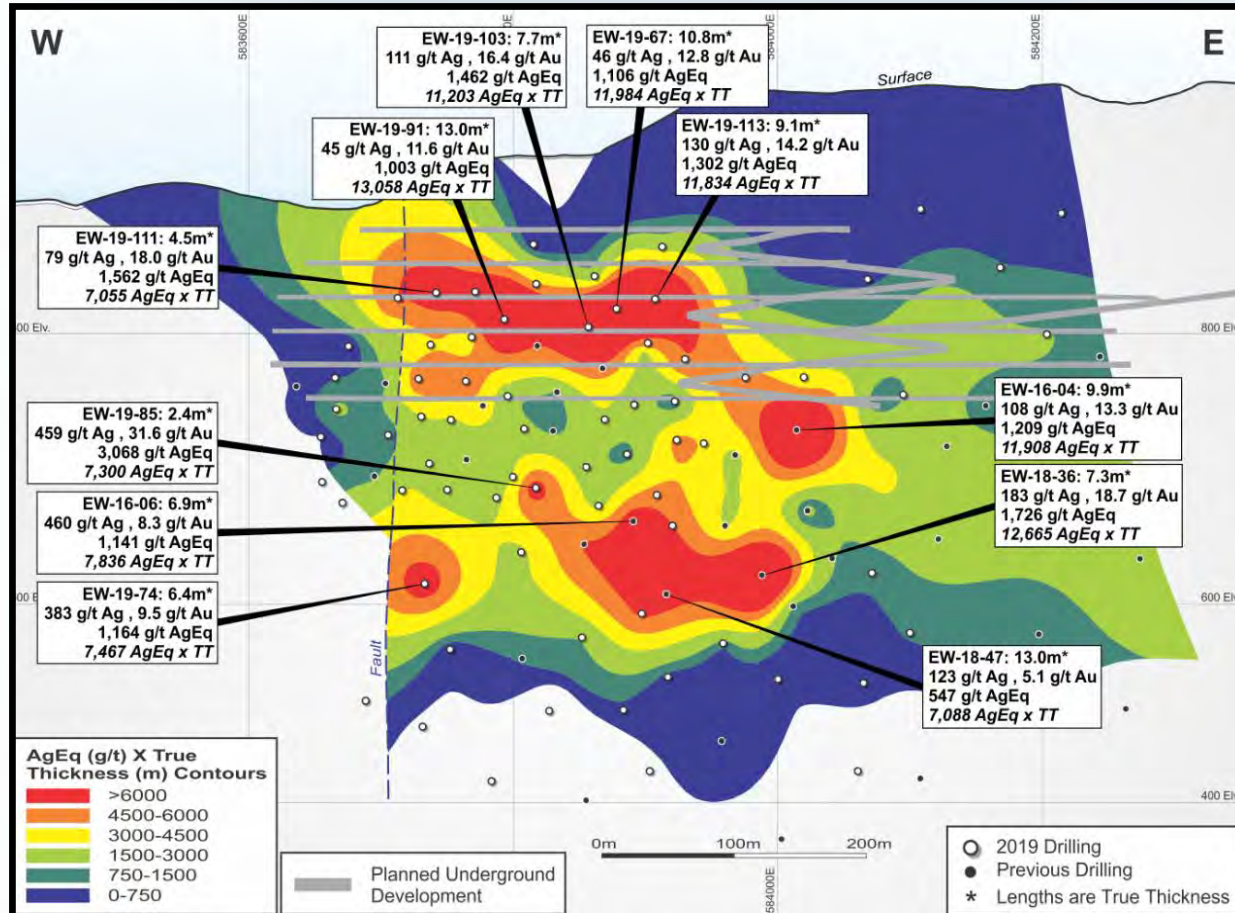 W
E
583600E
584000E
584200E
Surface
EW-19-103: 7.7m*
111 g/t Ag , 16.4 g/t Au
1,462 g/t AgEq
11,203 AgEq x TT
EW-19-67: 10.8m*
46 g/t Ag , 12.8 g/t Au
1,106 g/t AgEq
11,984 AgEq x TT
EW-19-91: 13.0m*
45 g/t Ag , 11.6 g/t Au
1,003 g/t AgEq
13,058 AgEq x TT
EW-19-113: 9.1m*
130 g/t Ag , 14.2 g/t Au
1,302 g/t AgEq
11,834 AgEq x TT
EW-19-111: 4.5m*
79 g/t Ag , 18.0 g/t Au
1,562 g/t AgEq
7,055 AgEq x TT
00 Elv.
800 Elv.
EW-16-04: 9.9m*
108 g/t Ag , 13.3 g/t Au
1,209 g/t AgEq
11,908 AgEq x TT
EW-19-85: 2.4m*
459 g/t Ag , 31.6 g/t Au
3,068 g/t AgEq
7,300 AgEq x TT
EW-18-36: 7.3m*
183 g/t Ag , 18.7 g/t Au
1,726 g/t AgEq
12,665 AgEq x TT
EW-16-06: 6.9m*
460 g/t Ag , 8.3 g/t Au
1,141 g/t AgEq
7,836 AgEq x TT
EW-19-74: 6.4m*
383 g/t Ag , 9.5 g/t Au
1,164 g/t AgEq
7,467 AgEq x TT
600 Elv.
Fault
EW-18-47: 13.0m*
123 g/t Ag , 5.1 g/t Au
547 g/t AgEq
7,088 AgEq x TT
400 Elv.
AgEq (g/t) X True
Thickness (m) Contours
>6000
4500-6000
3000-4500
1500-3000
750-1500
0-750
Planned Underground
Development
0m
100m
200m
584000E
2019 Drilling
Previous Drilling
* Lengths are True Thickness